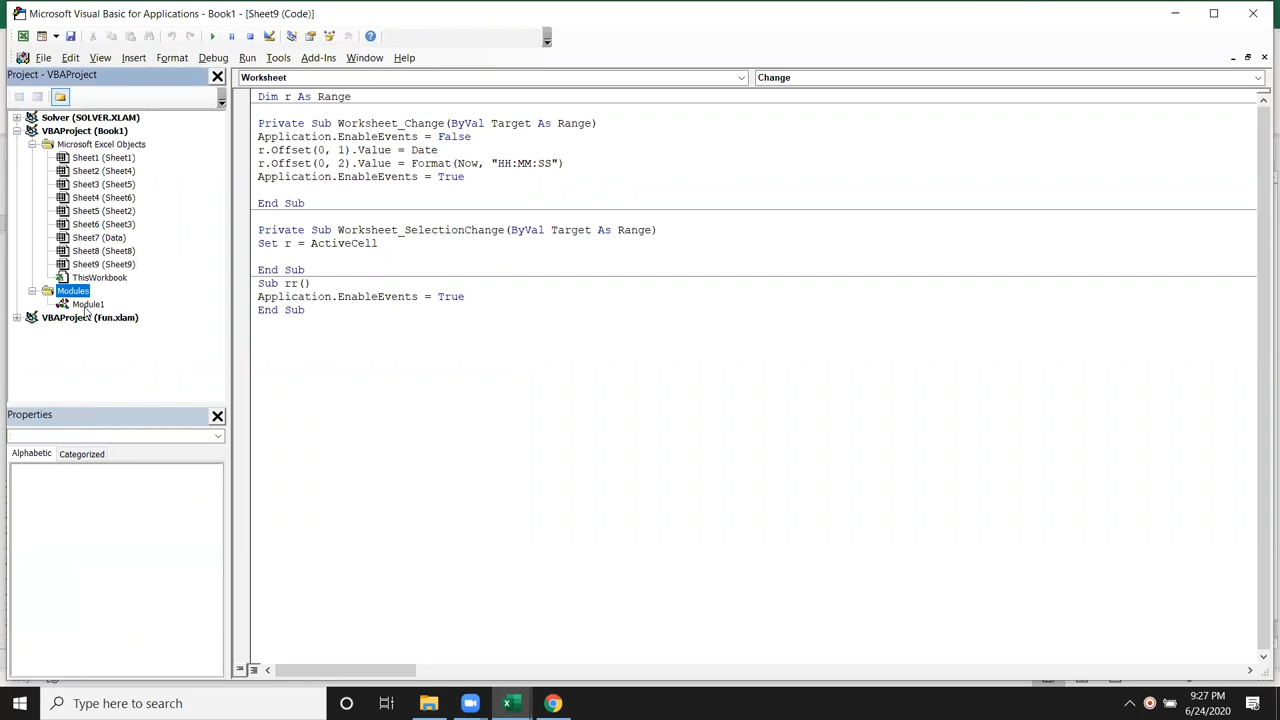 Microsoft Visual Basic for Applications - Book1 - [Sheet9 (Code)]
File Edit View Insert Format Debug Run Tools Add-Ins Window Help
Project - VBAProject
Worksheet
Change
Solver (SOLVER.XLAM)
VBAProject (Book1)
Microsoft Excel Objects
Sheet1 (Sheet1)
Sheet2 (Sheet4)
Sheet3 (Sheet5)
Sheet4 (Sheet6)
Sheet5 (Sheet2)
Sheet6 (Sheet3)
Sheet7 (Data)
Sheet8 (Sheet8)
Sheet9 (Sheet9)
ThisWorkbook
Modules
Module1
VBAProject (Fun.xlam)
Dim r As Range
Private Sub Worksheet_Change(ByVal Target As Range)
Application.EnableEvents = False
r.Offset(0, 1).Value = Date
r.Offset(0, 2).Value = Format(Now, "HH:MM:SS")
Application.EnableEvents = True
End Sub
Private Sub Worksheet_SelectionChange(ByVal Target As Range)
Set r = ActiveCell
End Sub
Sub rr()
Application.EnableEvents = True
End Sub
Properties
Alphabetic Categorized
Type here to search
9:27 PM
6/24/2020